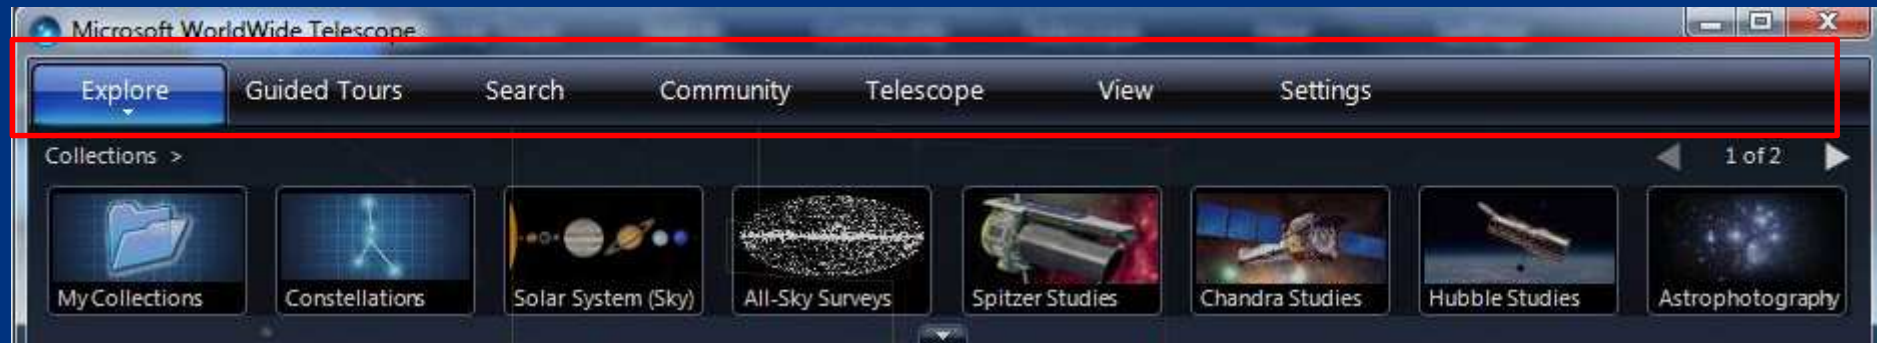 Microsoft WorldWide Telescope
Explore Guided Tours Search Community Telescope View Settings
Collections > 1 of 2
My Collections Constellations Solar System (Sky) All-Sky Surveys Spitzer Studies Chandra Studies Hubble Studies Astrophotography